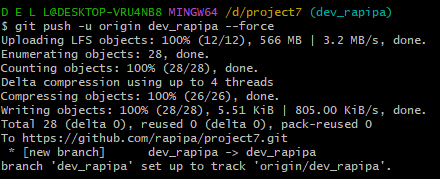 D E L L@DESKTOP-VRU4NB8 MINGW64 /d/project7 (dev_rapipa)
$ git push -u origin dev_rapipa --force
Uploading LFS objects: 100% (12/12), 566 MB | 3.2 MB/s, done.
Enumerating objects: 28, done.
Counting objects: 100% (28/28), done.
Delta compression using up to 4 threads
Compressing objects: 100% (26/26), done.
Writing objects: 100% (28/28), 5.51 KiB | 805.00 KiB/s, done.
Total 28 (delta 0), reused 0 (delta 0), pack-reused 0
To https://github.com/rapipa/project7.git
 * [new branch]      dev_rapipa -> dev_rapipa
branch 'dev_rapipa' set up to track 'origin/dev_rapipa'.